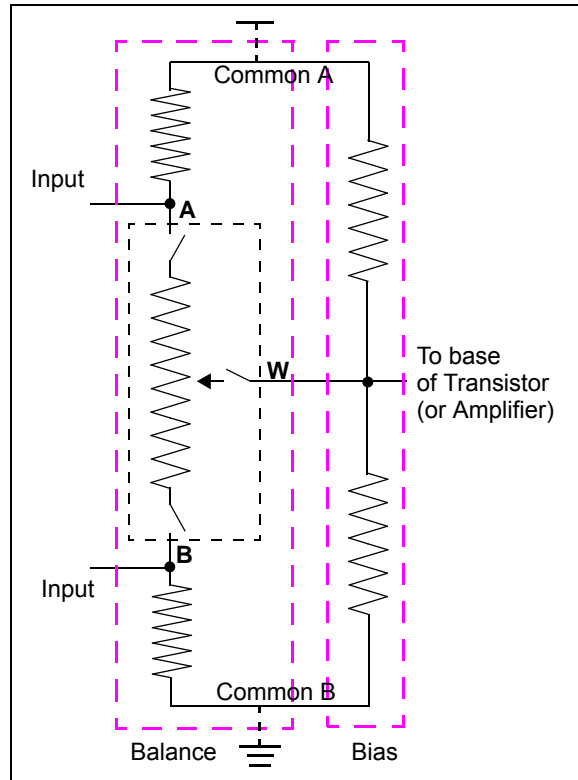 Common A
Input
A
W
To base
of Transistor
(or Amplifier)
B
Input
Common B
Balance
Bias